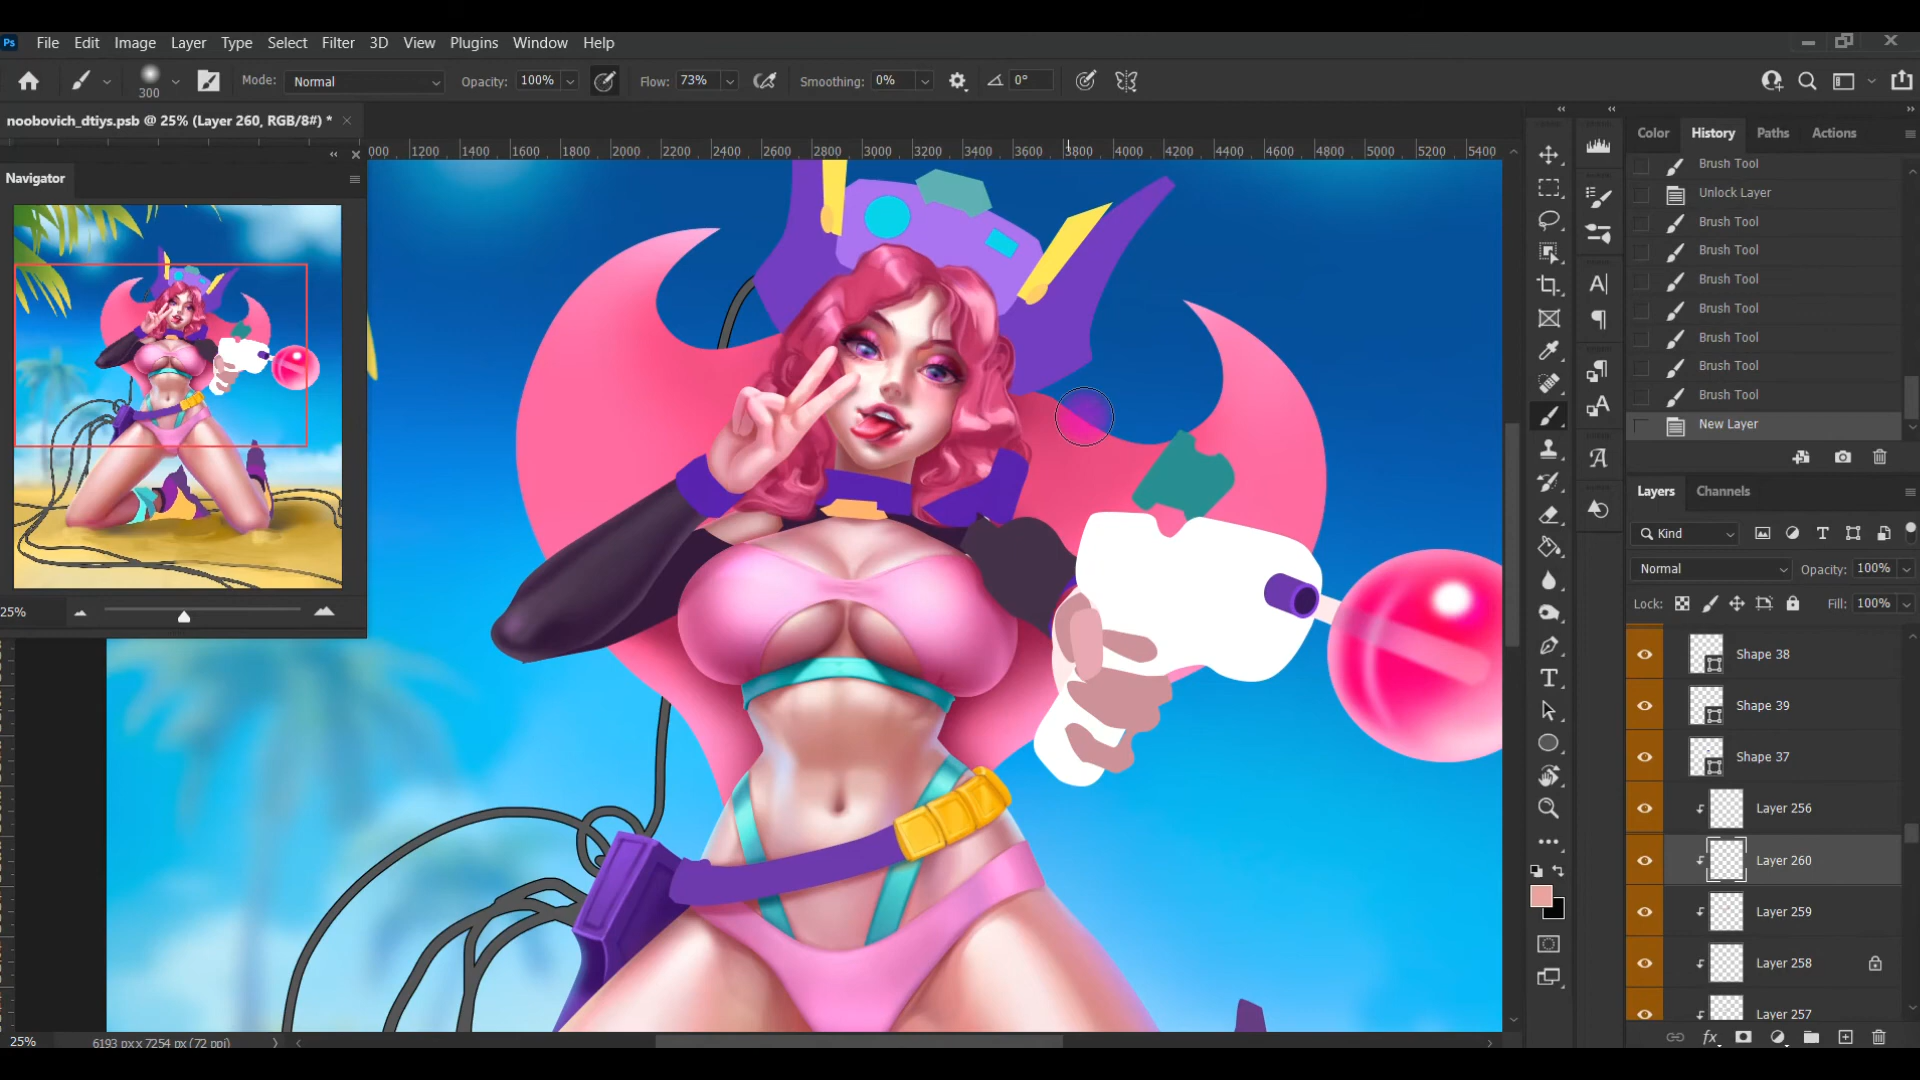 Ps File Edit Image Layer Type Select Filter 3D View Plugins Window Help
300 Mode: Normal Opacity: 100% Flow: 73% Smoothing: 0% 0°
noobovich_dtiys.psb @ 25% (Layer 260, RGB/8#) *
Navigator
000 1200 1400 1600 1800 2000 2200 2400 2600 2800 3000 3200 3400 3600 3800 4000 4200 4400 4600 4800 5000 5200 5400
25%
25% 6193 px x 7254 px (72 ppi)
Color History Paths Actions
Brush Tool
Unlock Layer
Brush Tool
Brush Tool
Brush Tool
Brush Tool
Brush Tool
Brush Tool
Brush Tool
New Layer
Layers Channels
Kind
Normal Opacity: 100%
Lock: Fill: 100%
Shape 38
Shape 39
Shape 37
Layer 256
Layer 260
Layer 259
Layer 258
Layer 257
fx